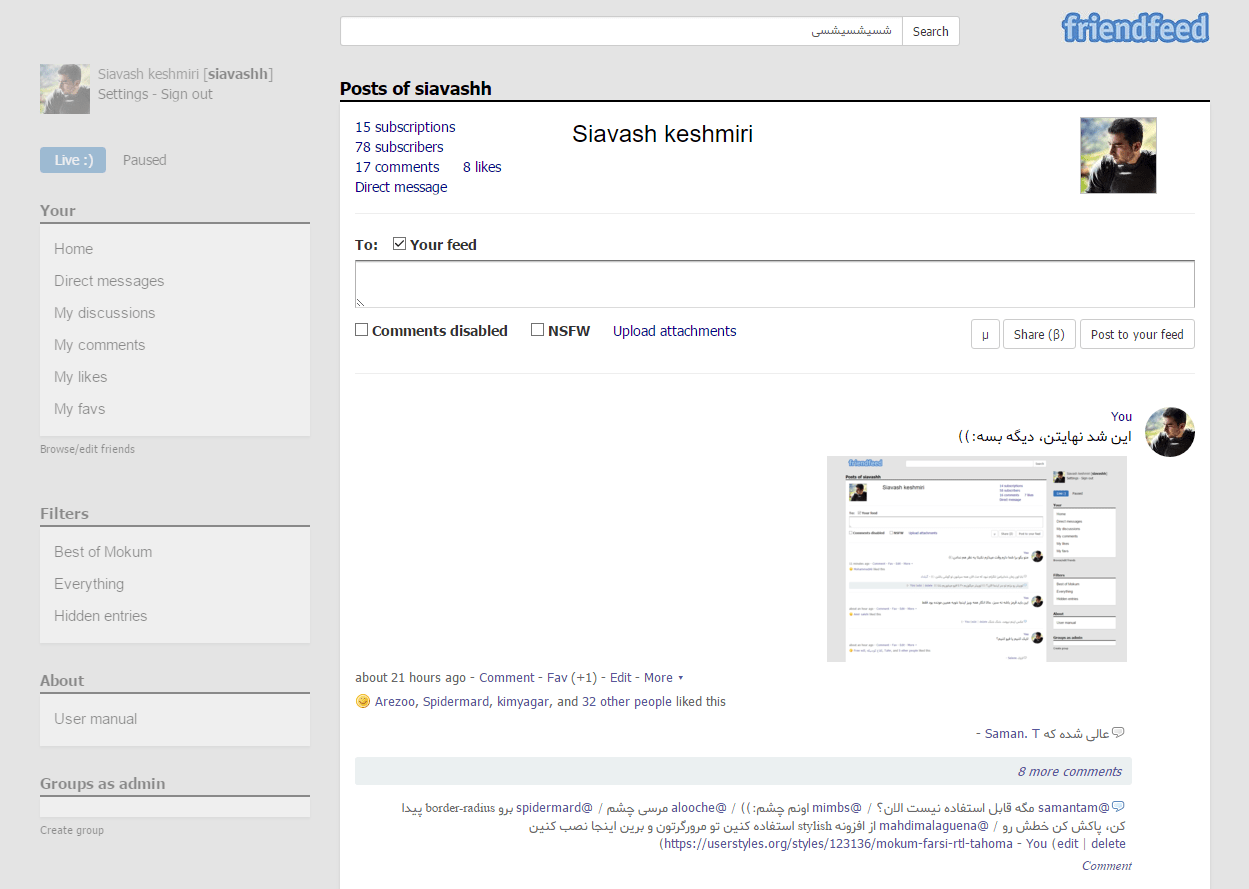 شسیشسیشسی Search friendfeed
Siavash keshmiri [siavashh]
Settings - Sign out
Live :) Paused
Your
Home
Direct messages
My discussions
My comments
My likes
My favs
Browse/edit friends
Filters
Best of Mokum
Everything
Hidden entries
About
User manual
Groups as admin
Create group
Posts of siavashh
15 subscriptions
78 subscribers
17 comments 8 likes
Direct message
Siavash keshmiri
To: Your feed
Comments disabled NSFW Upload attachments μ Share (β) Post to your feed
You
این شد نهایتن، دیگه بسه:))
friendfeed
Posts of siavashh
Siavash keshmiri
about 21 hours ago - Comment - Fav (+1) - Edit - More
Arezoo, Spidermard, kimyagar, and 32 other people liked this
عالی شده که Saman. T -
8 more comments
@samantam مگه قابل استفاده نیست الان؟ / @mimbs اونم چشم:)) / @alooche مرسی چشم / @spidermard برو border-radius پیدا
کن، پاکش کن خطش رو / @mahdimalaguena از افزونه stylish استفاده کنین تو مرورگرتون و برین اینجا نصب کنین
https://userstyles.org/styles/123136/mokum-farsi-rtl-tahoma - You (edit | delete)
Comment